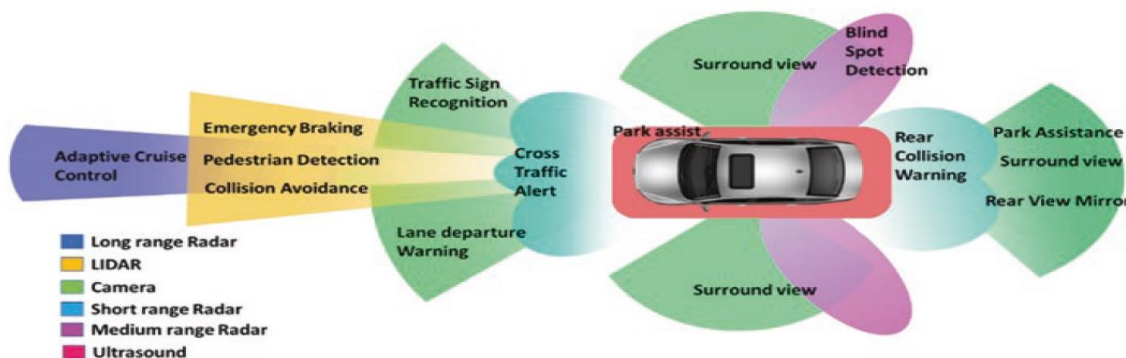 Adaptive Cruise
Control
Emergency Braking
Pedestrian Detection
Collision Avoidance
Traffic Sign
Recognition
Lane departure
Warning
Cross
Traffic
Alert
Park assist
Surround view
Blind
Spot
Detection
Surround view
Rear
Collision
Warning
Park Assistance
Surround view
Rear View Mirror
Long range Radar
LIDAR
Camera
Short range Radar
Medium range Radar
Ultrasound